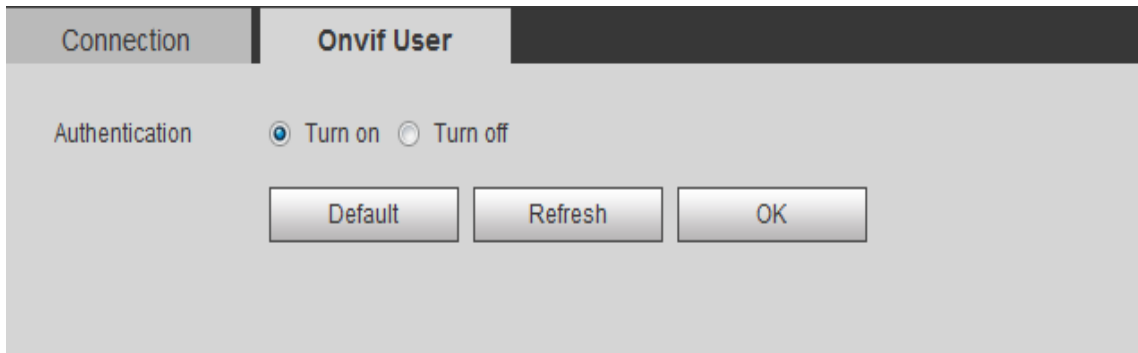 Connection Onvif User
Authentication Turn on Turn off
Default Refresh OK